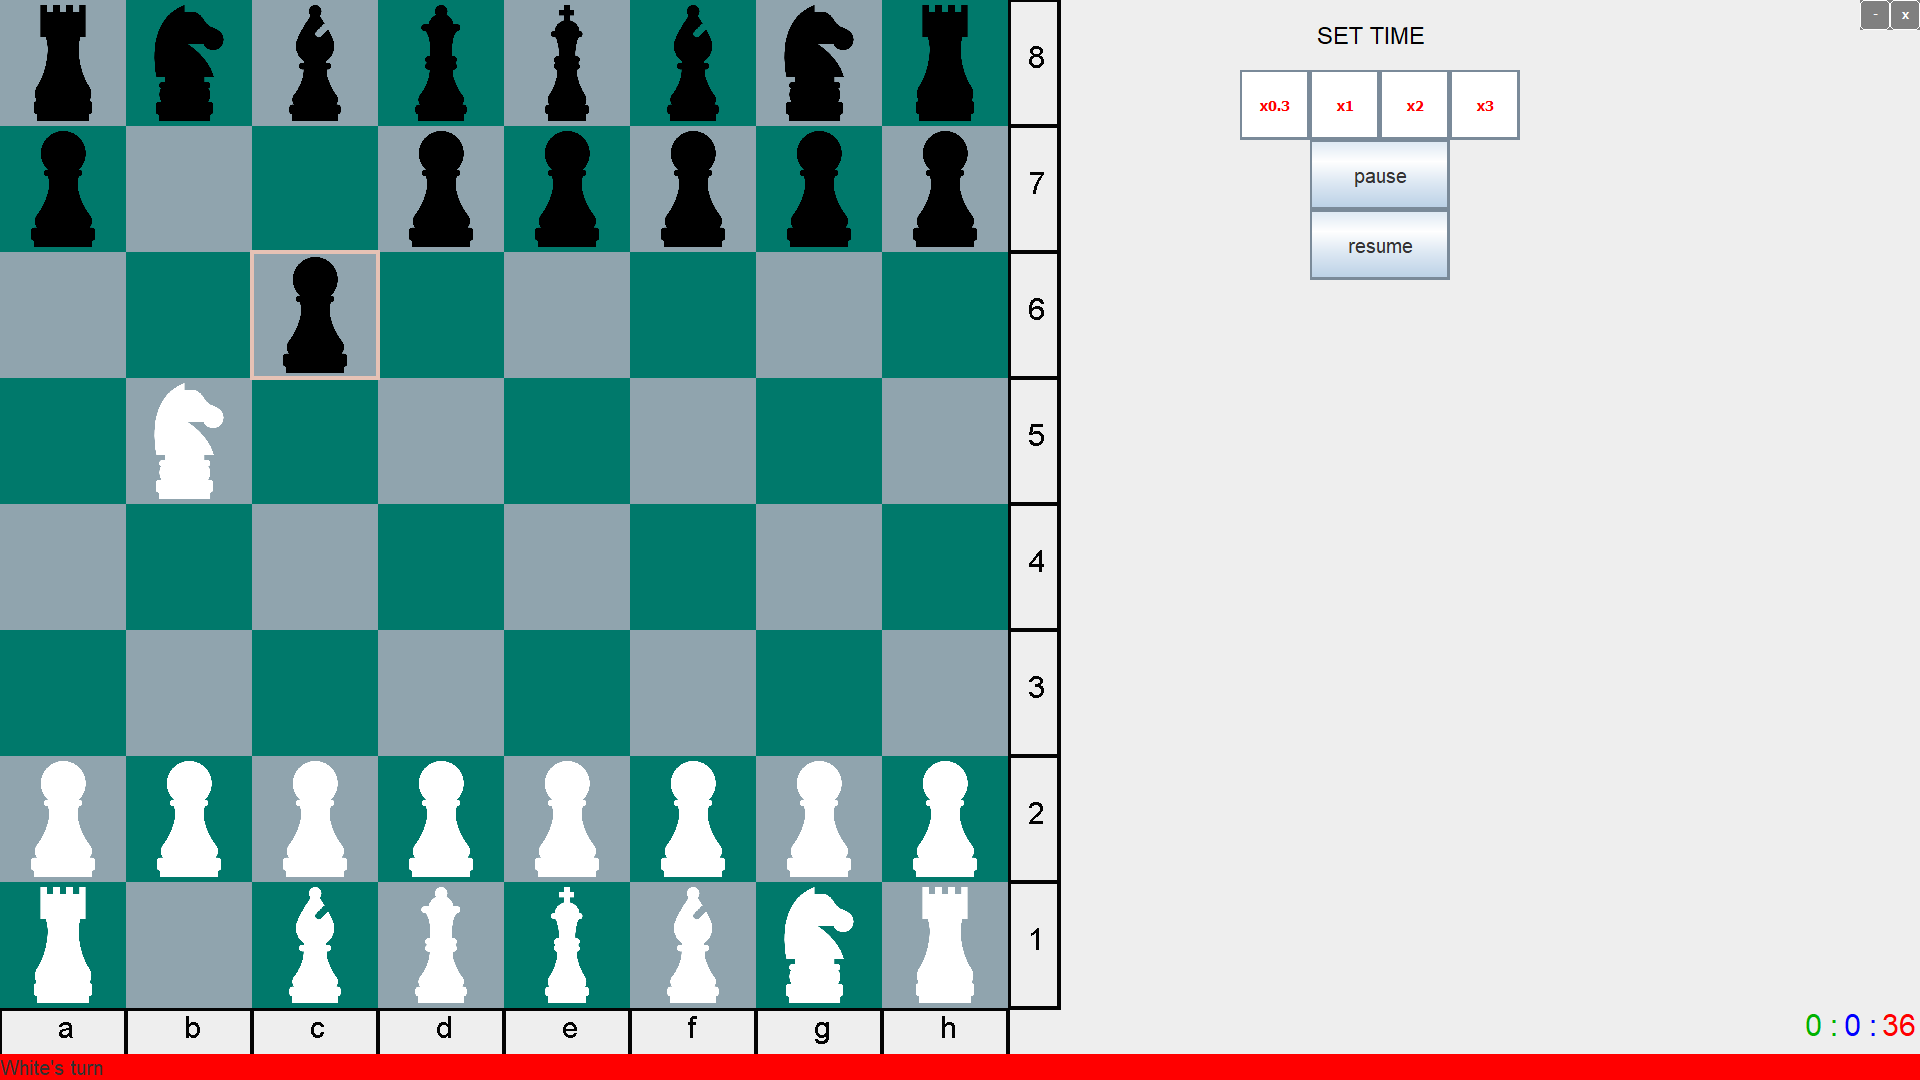 - x
SET TIME
x0.3 x1 x2 x3
pause
resume
8
7
6
5
4
3
2
1
a b c d e f g h
0 : 0 : 36
White's turn